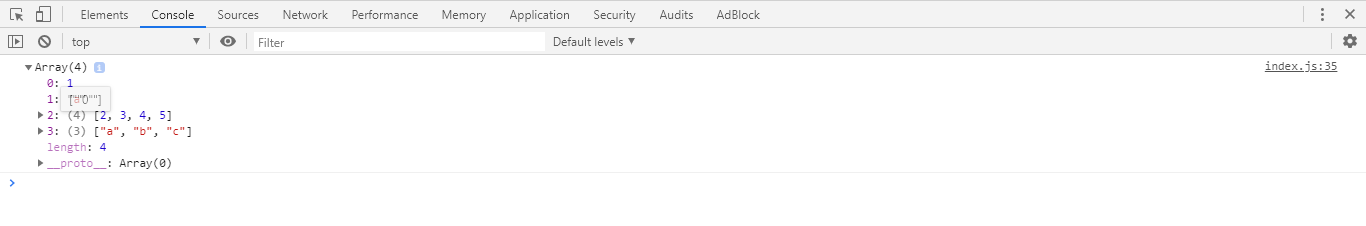 Elements Console Sources Network Performance Memory Application Security Audits AdBlock
top Filter Default levels
Array(4) i index.js:35
0: 1
1:
2: (4) [2, 3, 4, 5]
3: (3) ["a", "b", "c"]
length: 4
__proto__: Array(0)